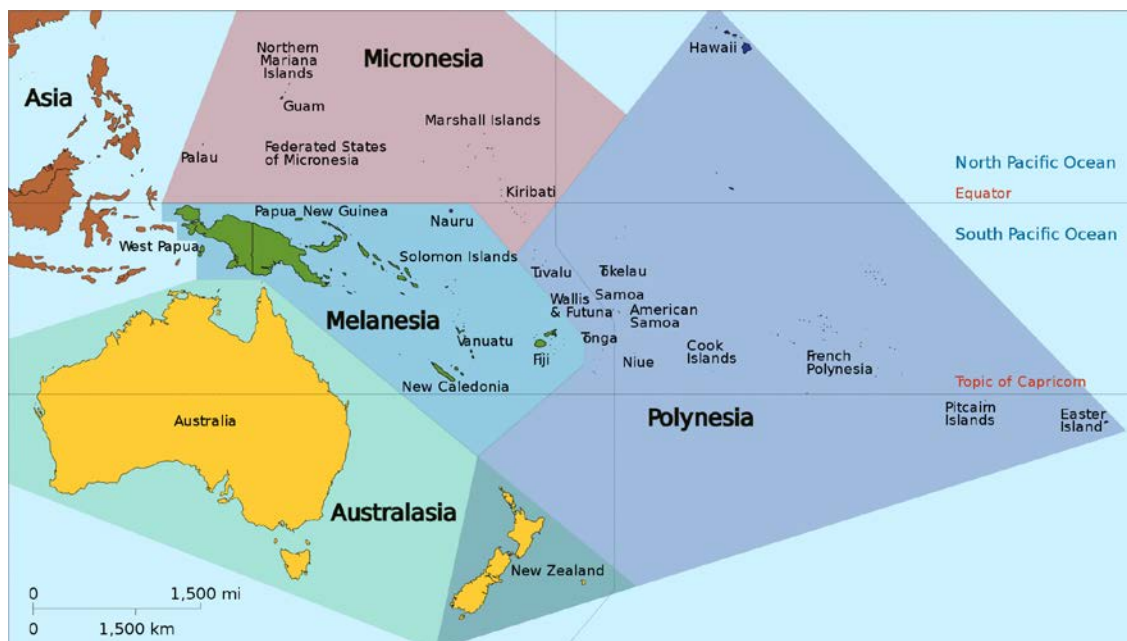 Northern
Mariana
Islands
Micronesia
Hawaii
Asia
Guam
Marshall Islands
Federated States
of Micronesia
Palau
North Pacific Ocean
Kiribati
Equator
Papua New Guinea
Nauru
West Papua
South Pacific Ocean
Solomon Islands
Tuvalu
Tokelau
Wallis
& Futuna
Samoa
American
Samoa
Melanesia
Vanuatu
Fiji
Tonga
Niue
Cook
Islands
French
Polynesia
New Caledonia
Topic of Capricorn
Australia
Polynesia
Pitcairn
Islands
Easter
Island
Australasia
New Zealand
0 1,500 mi
0 1,500 km